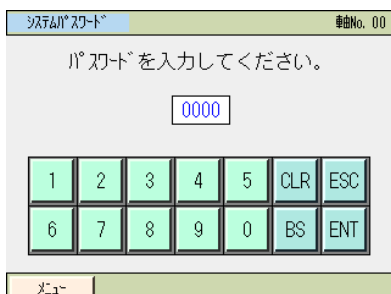 システムパスワード 軸No. 00
パスワードを入力してください。
0000
1 2 3 4 5 CLR ESC
6 7 8 9 0 BS ENT
メニュー